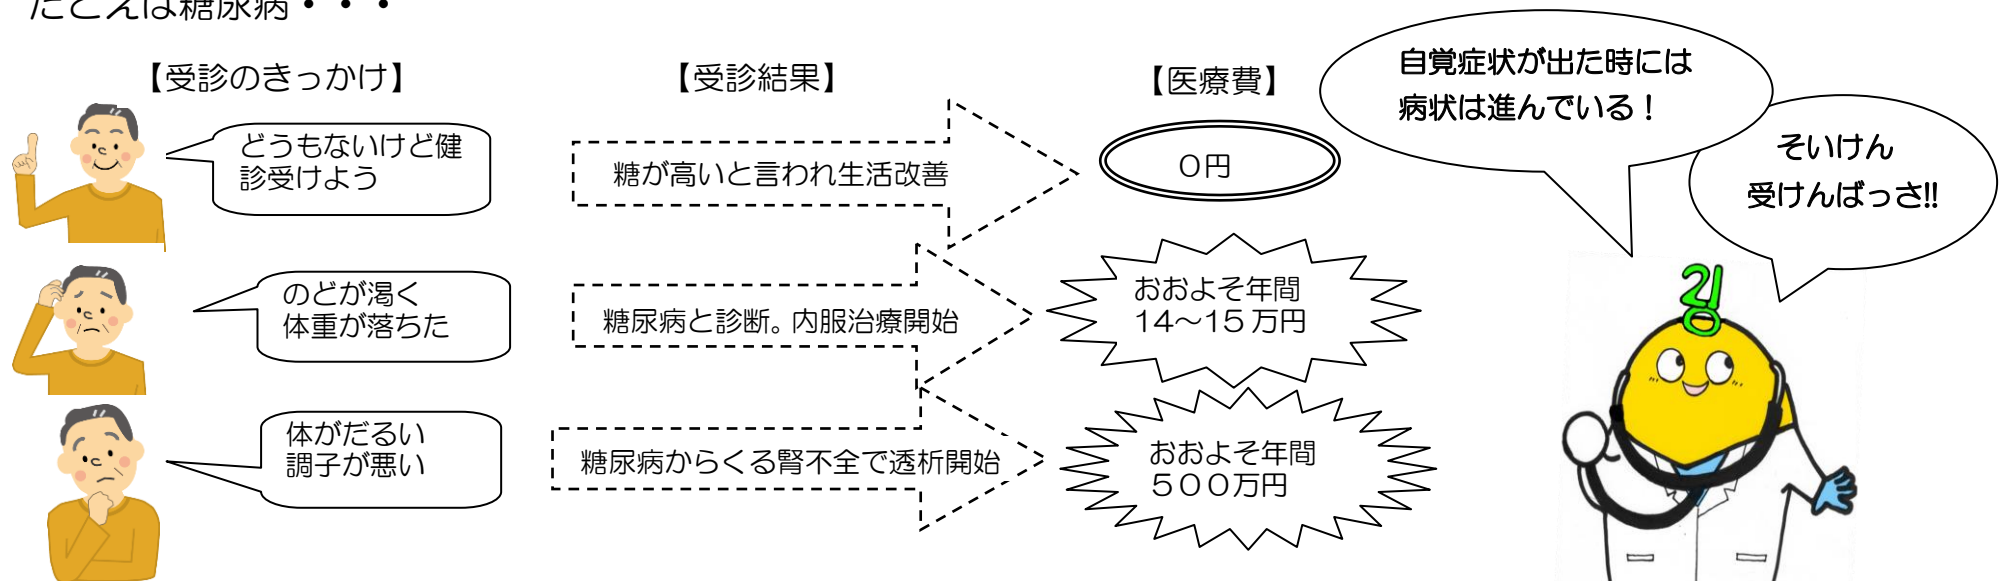 たとえば糖尿病・・・
【受診のきっかけ】
【受診結果】
【医療費】
どうもないけど健
診受けよう
糖が高いと言われ生活改善
０円
のどが渇く
体重が落ちた
糖尿病と診断。内服治療開始
おおよそ年間
14～15万円
体がだるい
調子が悪い
糖尿病からくる腎不全で透析開始
おおよそ年間
５００万円
自覚症状が出た時には
病状は進んでいる！
そいけん
受けんばっさ!!